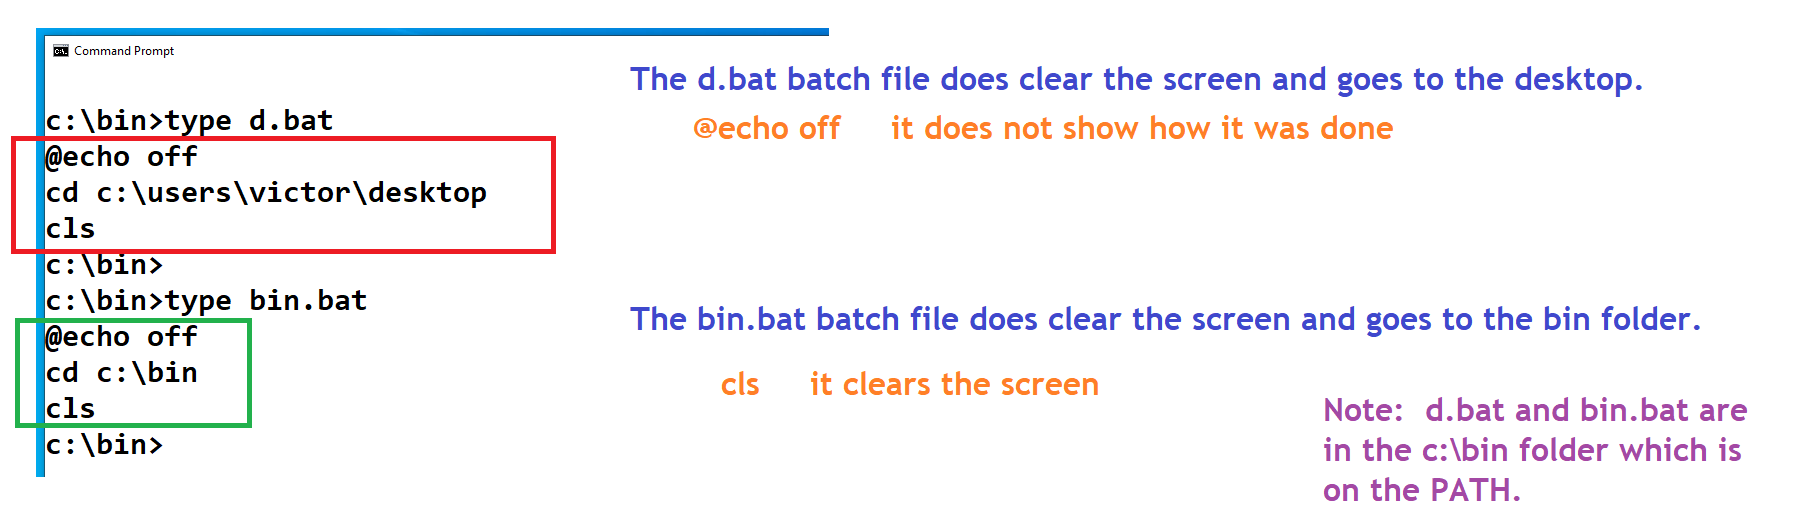 Command Prompt
The d.bat batch file does clear the screen and goes to the desktop.
@echo off it does not show how it was done
c:\bin>type d.bat
@echo off
cd c:\users\victor\desktop
cls
c:\bin>
c:\bin>type bin.bat
@echo off
cd c:\bin
cls
c:\bin>
The bin.bat batch file does clear the screen and goes to the bin folder.
cls it clears the screen
Note: d.bat and bin.bat are
in the c:\bin folder which is
on the PATH.